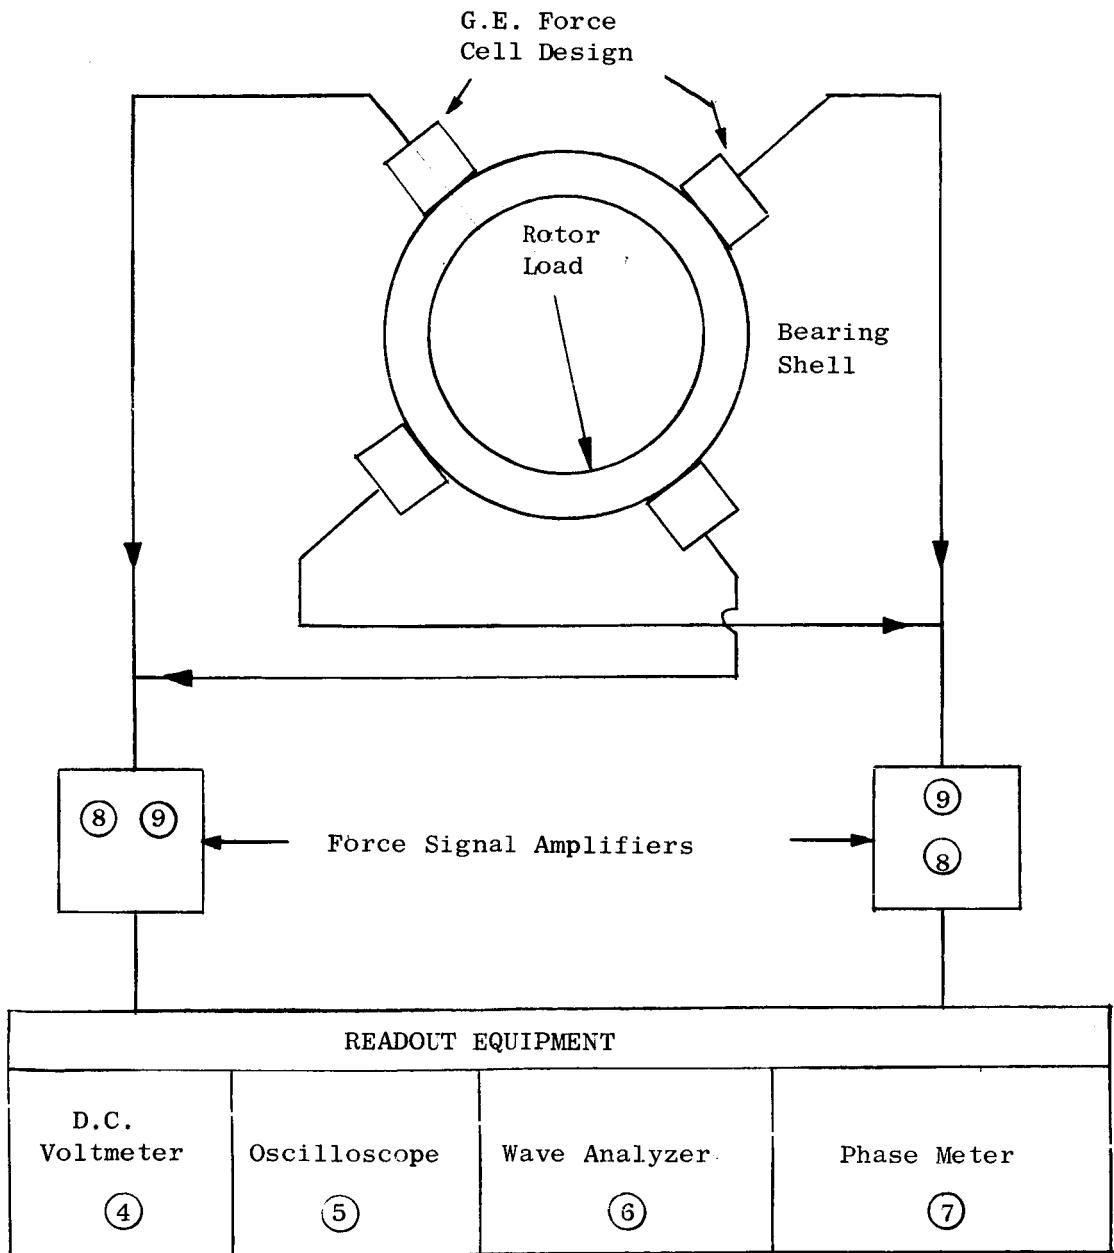 G.E. Force
Cell Design
Rotor
Load
Bearing
Shell
8 9
9
8
Force Signal Amplifiers
READOUT EQUIPMENT
D.C.
Voltmeter
Oscilloscope
Wave Analyzer
Phase Meter
4
5
6
7